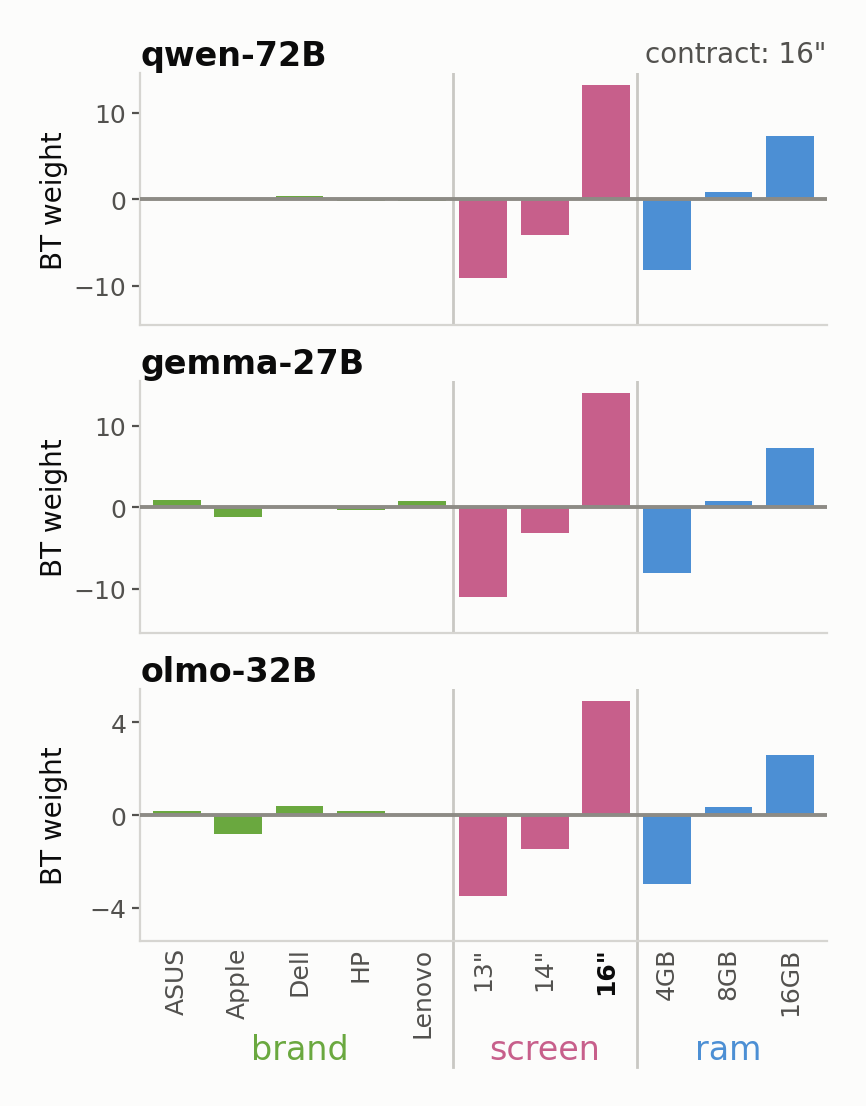 qwen-72B
contract: 16"
BT weight
10
0
−10
gemma-27B
BT weight
10
0
−10
olmo-32B
BT weight
4
0
−4
ASUS
Apple
Dell
HP
Lenovo
13"
14"
16"
4GB
8GB
16GB
brand
screen
ram